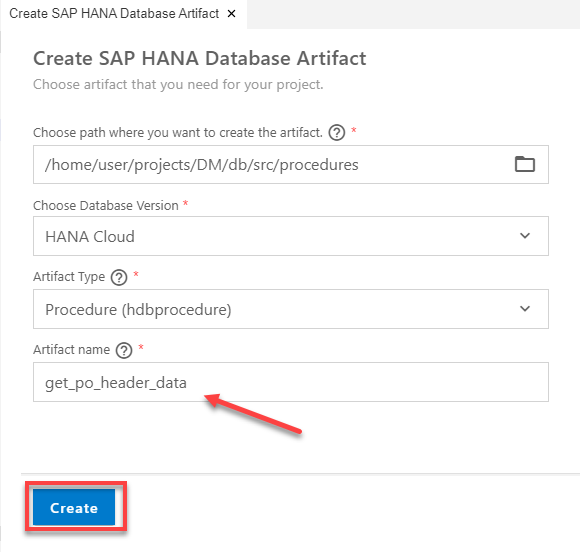 Create SAP HANA Database Artifact ×
Create SAP HANA Database Artifact
Choose artifact that you need for your project.
Choose path where you want to create the artifact. ? *
/home/user/projects/DM/db/src/procedures
Choose Database Version *
HANA Cloud
Artifact Type ? *
Procedure (hdbprocedure)
Artifact name ? *
get_po_header_data
Create